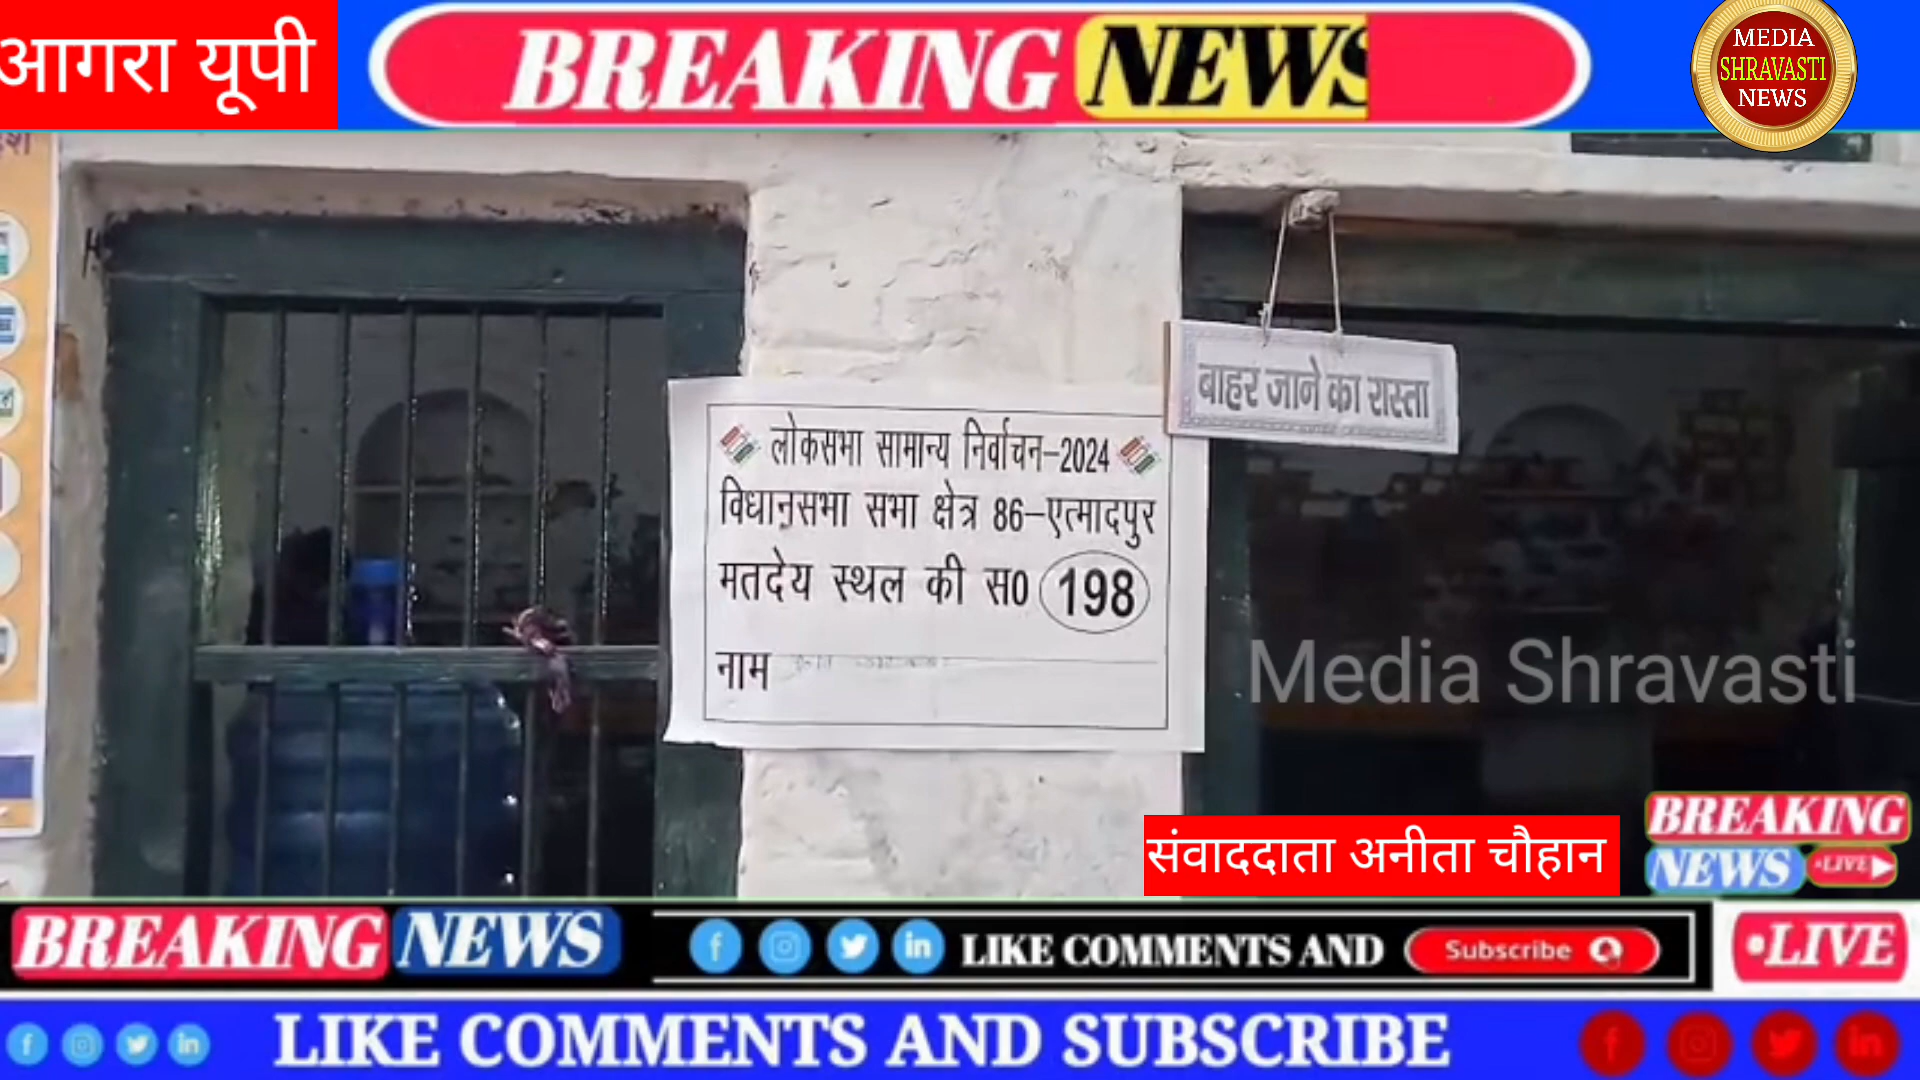 आगरा यूपी
BREAKING NEWS
MEDIA
SHRAVASTI
NEWS
बाहर जाने का रास्ता
लोकसभा सामान्य निर्वाचन-2024
विधानसभा सभा क्षेत्र 86-एत्मादपुर
मतदेय स्थल की स0 198
नाम
Media Shravasti
संवाददाता अनीता चौहान
BREAKING
NEWS •LIVE
BREAKING NEWS
LIKE COMMENTS AND Subscribe
•LIVE
LIKE COMMENTS AND SUBSCRIBE